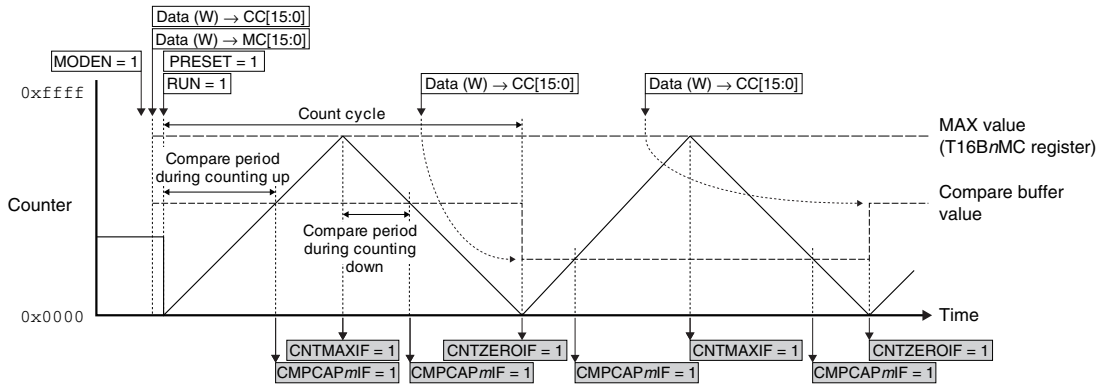 Data (W) → CC[15:0]
Data (W) → MC[15:0]
MODEN = 1
PRESET = 1
RUN = 1
Data (W) → CC[15:0]
Data (W) → CC[15:0]
0xffff
Count cycle
MAX value
(T16BnMC register)
Compare period
during counting up
Counter
Compare buffer
value
Compare period
during counting
down
0x0000
Time
CNTMAXIF = 1
CNTZEROIF = 1
CNTMAXIF = 1
CNTZEROIF = 1
CMPCAPmIF = 1
CMPCAPmIF = 1
CMPCAPmIF = 1
CMPCAPmIF = 1